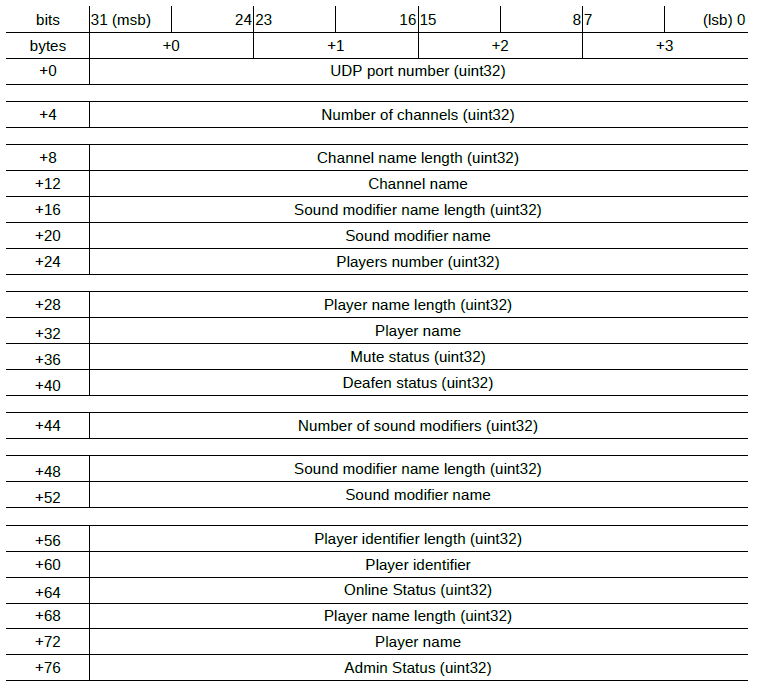 bits 31 (msb) 24 23 16 15 8 7 (lsb) 0
bytes +0 +1 +2 +3
+0 UDP port number (uint32)
+4 Number of channels (uint32)
+8 Channel name length (uint32)
+12 Channel name
+16 Sound modifier name length (uint32)
+20 Sound modifier name
+24 Players number (uint32)
+28 Player name length (uint32)
+32 Player name
+36 Mute status (uint32)
+40 Deafen status (uint32)
+44 Number of sound modifiers (uint32)
+48 Sound modifier name length (uint32)
+52 Sound modifier name
+56 Player identifier length (uint32)
+60 Player identifier
+64 Online Status (uint32)
+68 Player name length (uint32)
+72 Player name
+76 Admin Status (uint32)